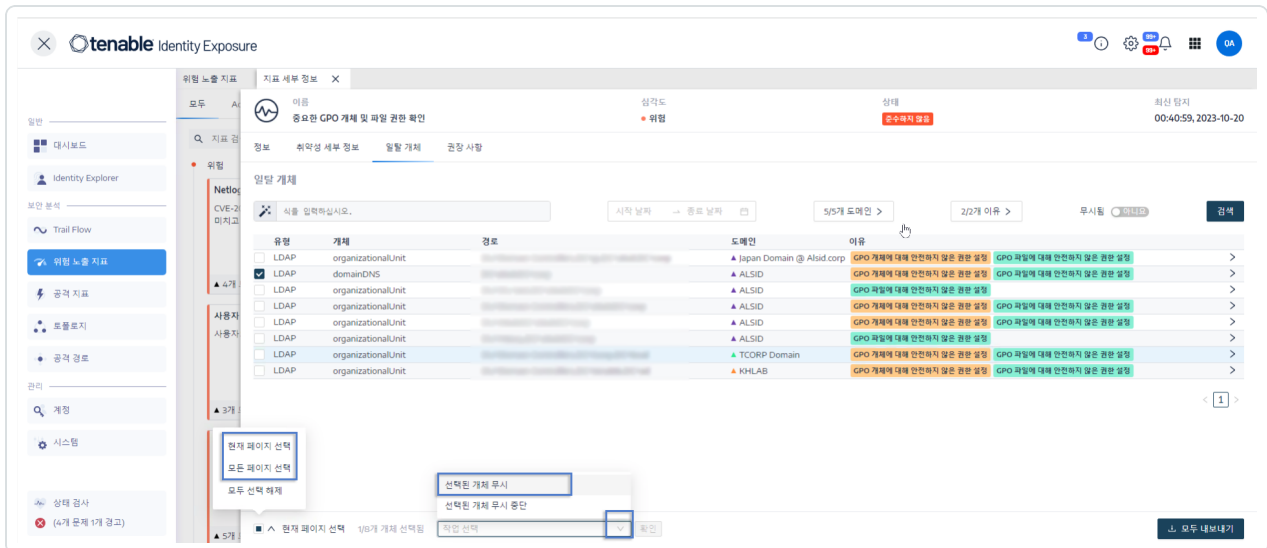 tenable Identity Exposure
3
99+
99+
QA
위험 노출 지표
지표 세부 정보
모두
이름
심각도
상태
최신 탐지
중요한 GPO 개체 및 파일 권한 확인
위험
준수하지 않음
00:40:59, 2023-10-20
일반
대시보드
Identity Explorer
보안 분석
Trail Flow
위험 노출 지표
공격 지표
토폴로지
공격 경로
관리
계정
시스템
상태 검사
(4개 문제 1개 경고)
지표 검
위험
Netlog
CVE-20
미치고
▲ 4개
사용자
사용자
▲ 3개
▲ 5개
정보
취약성 세부 정보
일탈 개체
권장 사항
일탈 개체
식을 입력하십시오.
시작 날짜 → 종료 날짜
5/5개 도메인 >
2/2개 이유 >
무시됨 아니요
검색
유형 개체 경로 도메인 이유
LDAP organizationalUnit Japan Domain @ Alsid.corp GPO 개체에 대해 안전하지 않은 권한 설정 GPO 파일에 대해 안전하지 않은 권한 설정
LDAP domainDNS ALSID GPO 개체에 대해 안전하지 않은 권한 설정 GPO 파일에 대해 안전하지 않은 권한 설정
LDAP organizationalUnit ALSID GPO 파일에 대해 안전하지 않은 권한 설정
LDAP organizationalUnit ALSID GPO 개체에 대해 안전하지 않은 권한 설정 GPO 파일에 대해 안전하지 않은 권한 설정
LDAP organizationalUnit ALSID GPO 개체에 대해 안전하지 않은 권한 설정 GPO 파일에 대해 안전하지 않은 권한 설정
LDAP organizationalUnit ALSID GPO 파일에 대해 안전하지 않은 권한 설정
LDAP organizationalUnit TCORP Domain GPO 개체에 대해 안전하지 않은 권한 설정 GPO 파일에 대해 안전하지 않은 권한 설정
LDAP organizationalUnit KHLAB GPO 개체에 대해 안전하지 않은 권한 설정 GPO 파일에 대해 안전하지 않은 권한 설정
< 1 >
현재 페이지 선택
모든 페이지 선택
모두 선택 해제
선택된 개체 무시
선택된 개체 무시 중단
현재 페이지 선택
1/8개 개체 선택됨
작업 선택
확인
모두 내보내기